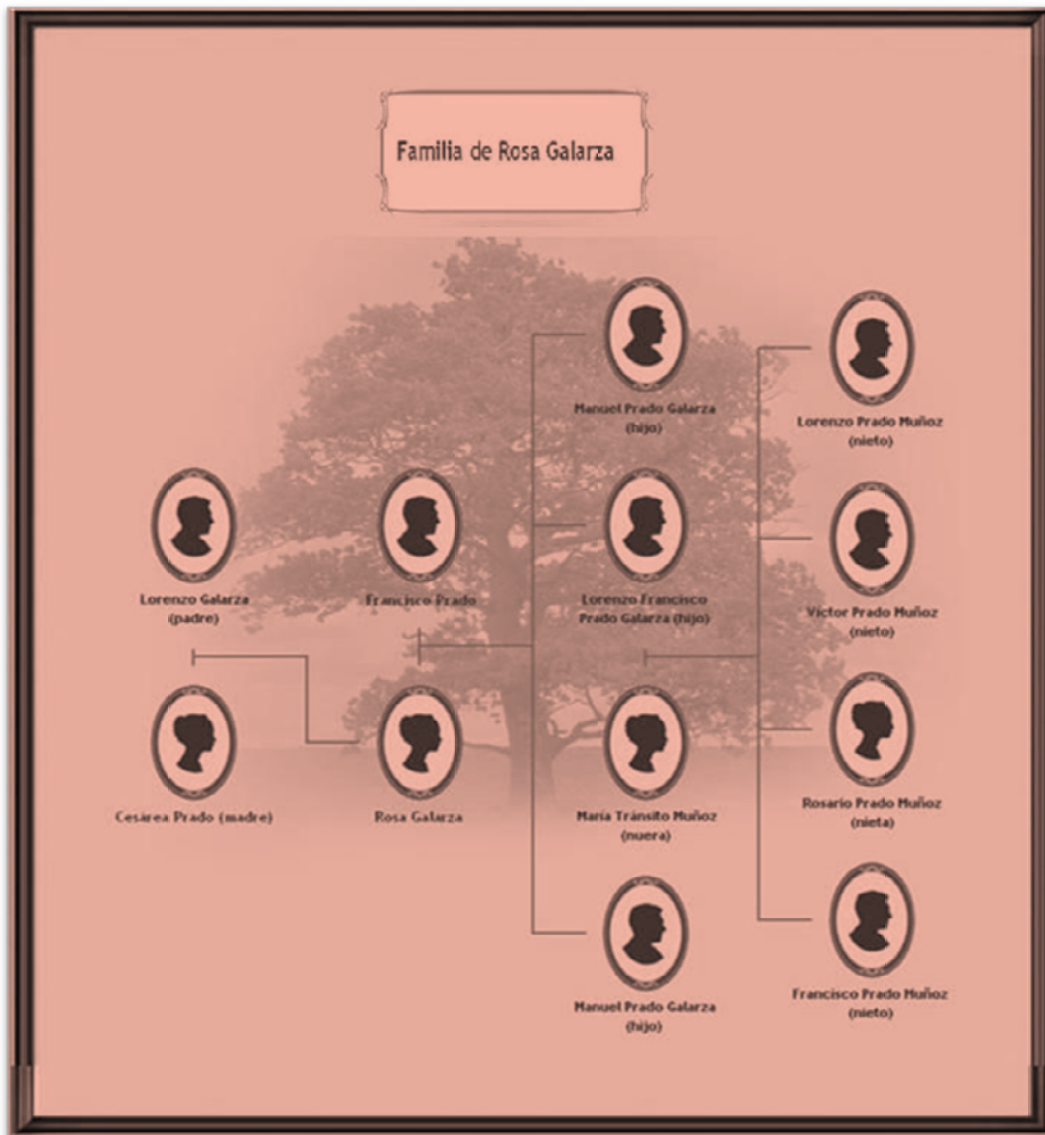 Familia de Rosa Galarza
Manuel Prado Galarza
(hijo)
Lorenzo Prado Muñoz
(nieto)
Lorenzo Galarza
(padre)
Francisco Prado
Lorenzo Francisco
Prado Galarza (hijo)
Víctor Prado Muñoz
(nieto)
Cesárea Prado (madre)
Rosa Galarza
María Tránsito Muñoz
(nuera)
Rosario Prado Muñoz
(nieta)
Manuel Prado Galarza
(hijo)
Francisco Prado Muñoz
(nieto)